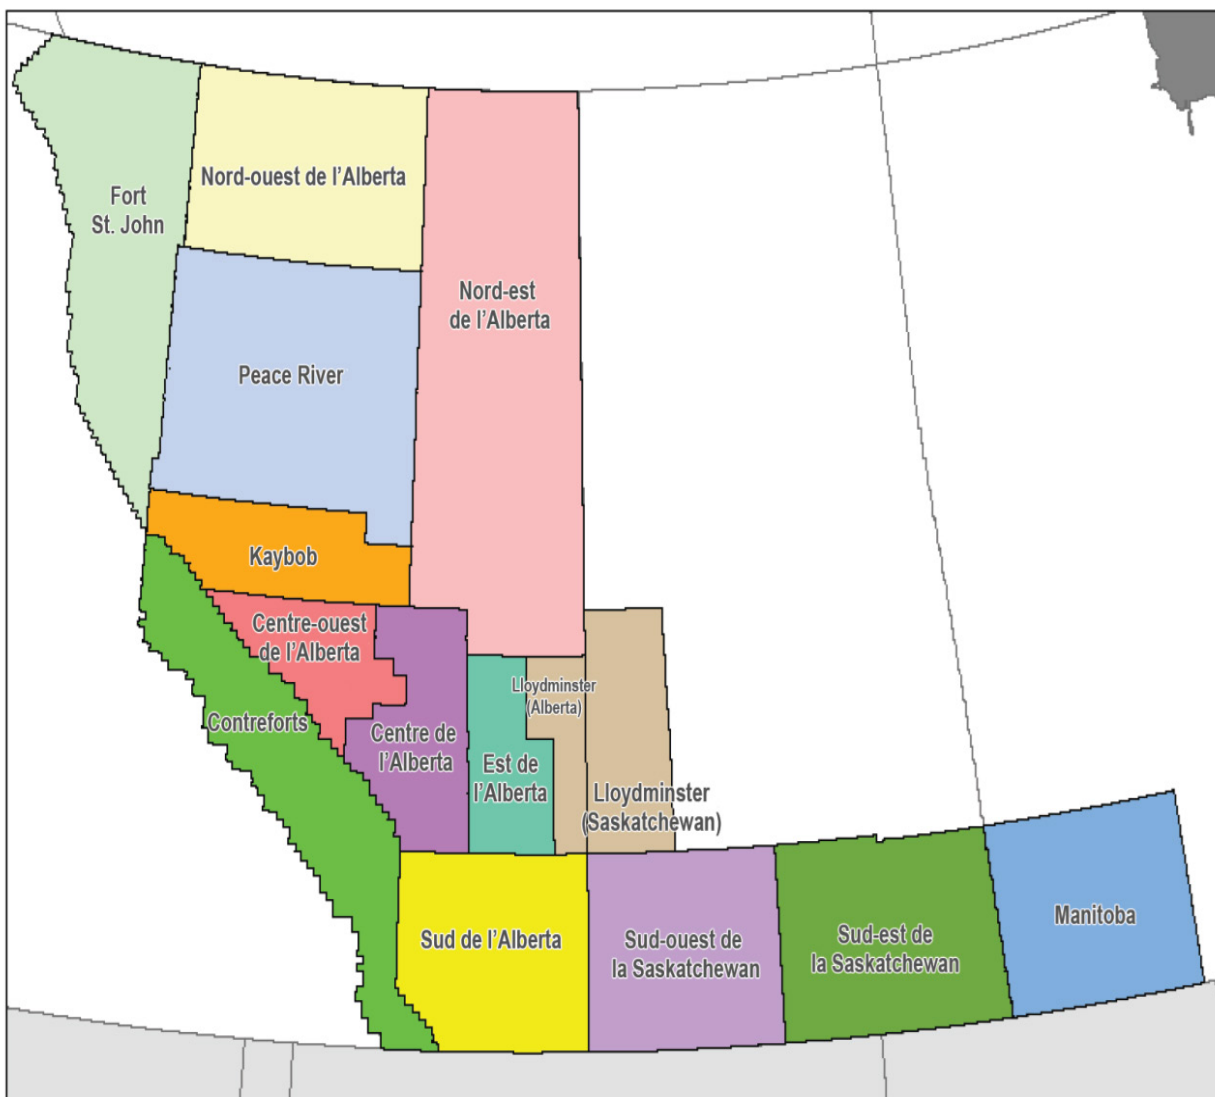 Fort
St. John
Nord-ouest de l’Alberta
Nord-est
de l’Alberta
Peace River
Kaybob
Centre-ouest
de l’Alberta
Contreforts
Centre de
l’Alberta
Est de
l’Alberta
Lloydminster
(Alberta)
Lloydminster
(Saskatchewan)
Sud de l’Alberta
Sud-ouest de
la Saskatchewan
Sud-est de
la Saskatchewan
Manitoba